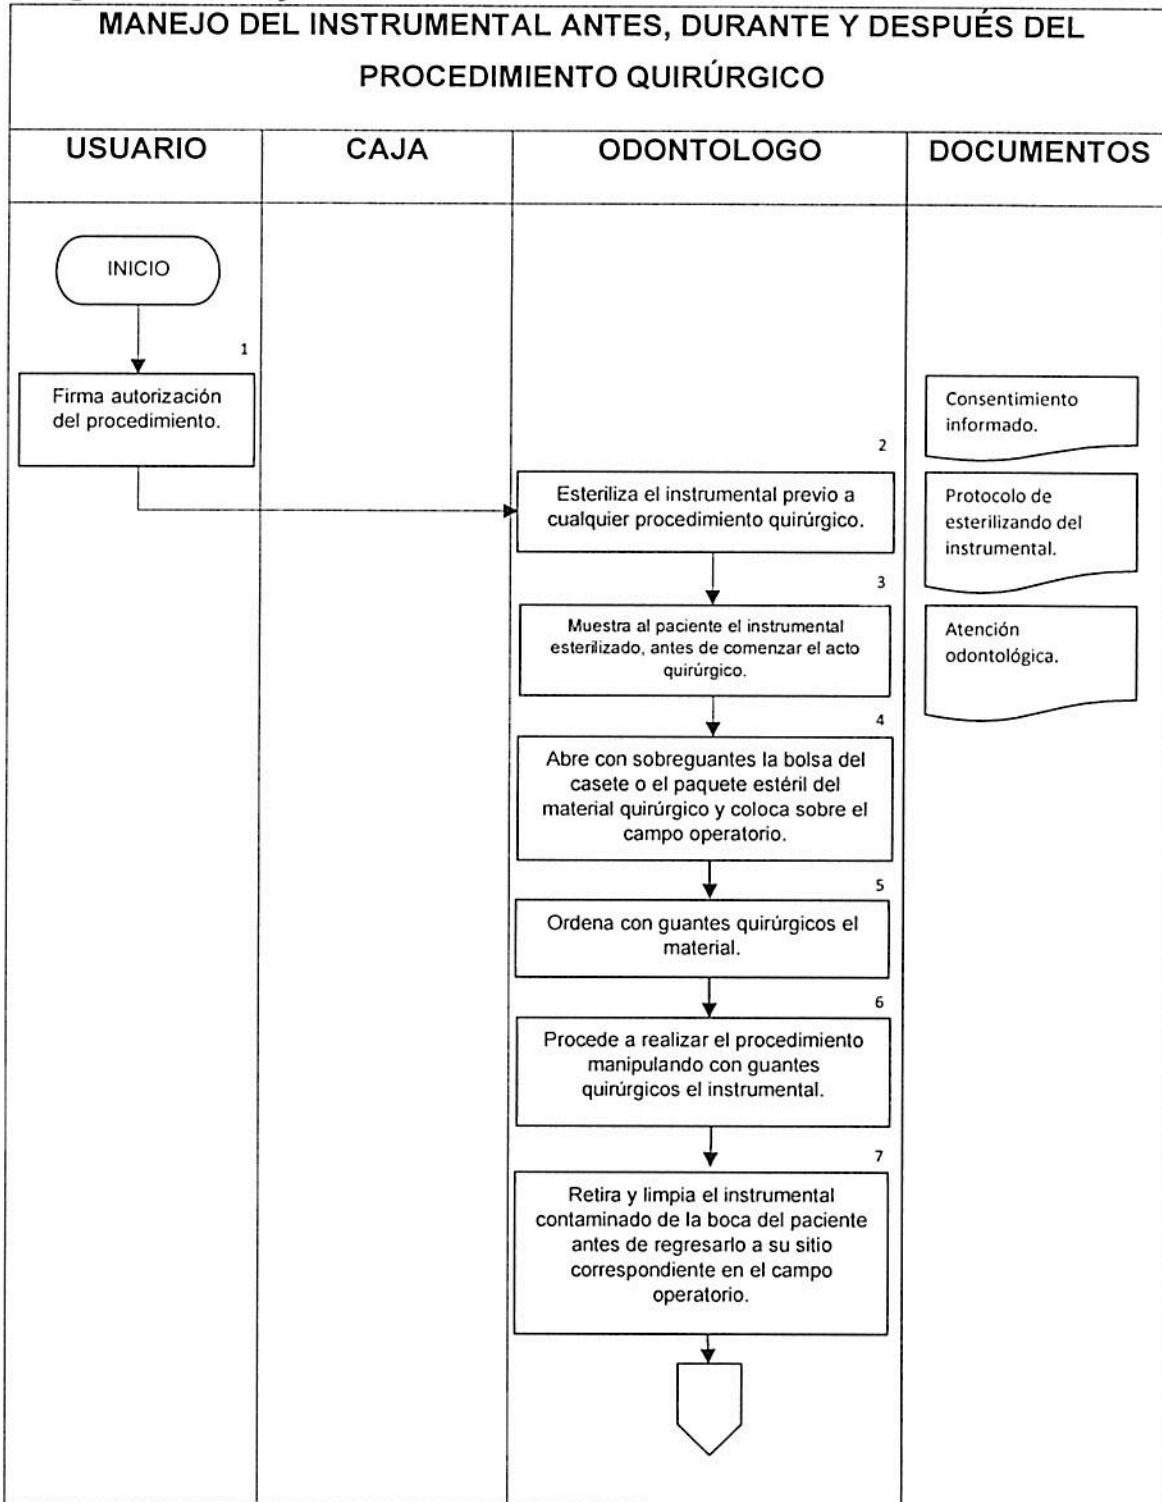 MANEJO DEL INSTRUMENTAL ANTES, DURANTE Y DESPUÉS DEL
PROCEDIMIENTO QUIRÚRGICO
USUARIO
CAJA
ODONTOLOGO
DOCUMENTOS
INICIO
1
Firma autorización
del procedimiento.
Consentimiento
informado.
2
Esteriliza el instrumental previo a
cualquier procedimiento quirúrgico.
Protocolo de
esterilizando del
instrumental.
3
Muestra al paciente el instrumental
esterilizado, antes de comenzar el acto
quirúrgico.
Atención
odontológica.
4
Abre con sobreguantes la bolsa del
casete o el paquete estéril del
material quirúrgico y coloca sobre el
campo operatorio.
5
Ordena con guantes quirúrgicos el
material.
6
Procede a realizar el procedimiento
manipulando con guantes
quirúrgicos el instrumental.
7
Retira y limpia el instrumental
contaminado de la boca del paciente
antes de regresarlo a su sitio
correspondiente en el campo
operatorio.